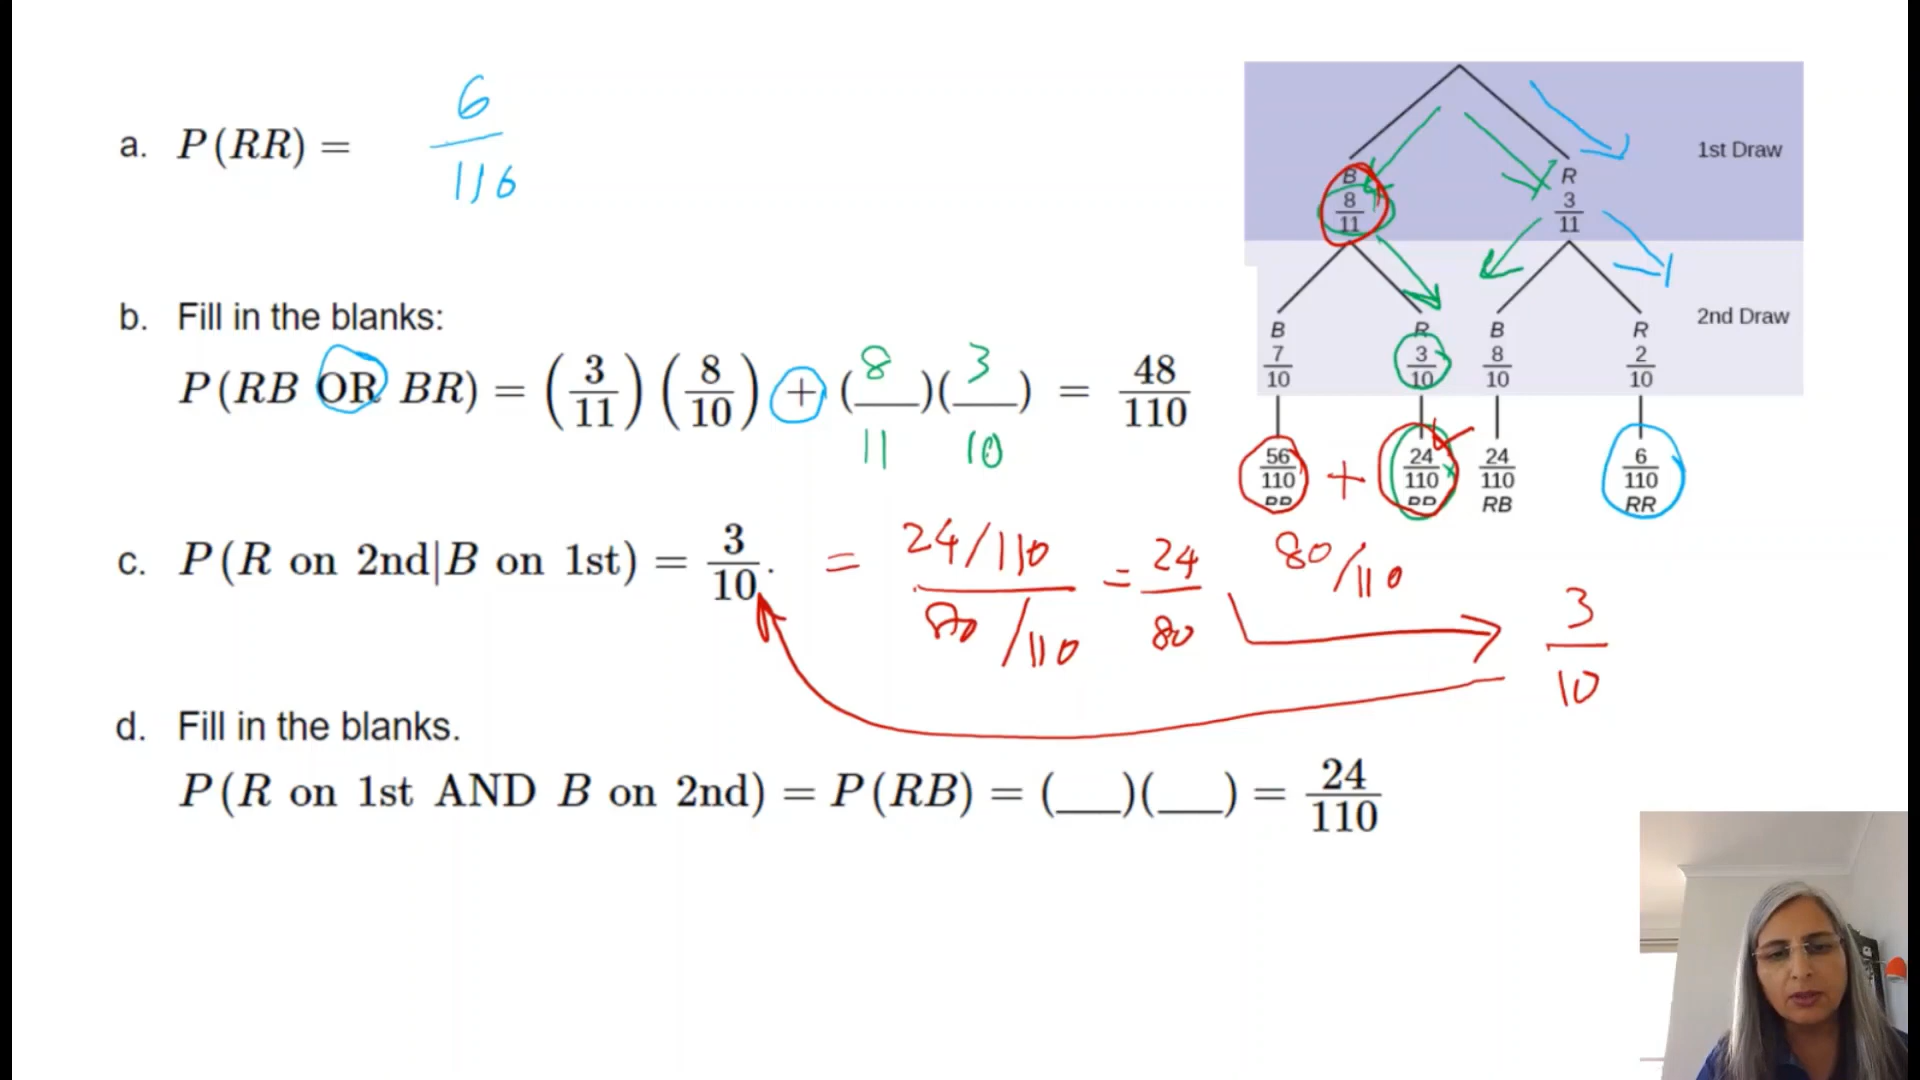 a. P(RR) = 6/110
b. Fill in the blanks:
P(RB OR BR) = (3/11)(8/10) + (8/11)(3/10) = 48/110
c. P(R on 2nd|B on 1st) = 3/10. = 24/110 / 80/110 = 24/80
80/110
3/10
d. Fill in the blanks.
P(R on 1st AND B on 2nd) = P(RB) = (__)(__) = 24/110
1st Draw
B R
8/11 3/11
2nd Draw
B R B R
7/10 3/10 8/10 2/10
56/110 + 24/110 24/110 6/110
RB RR